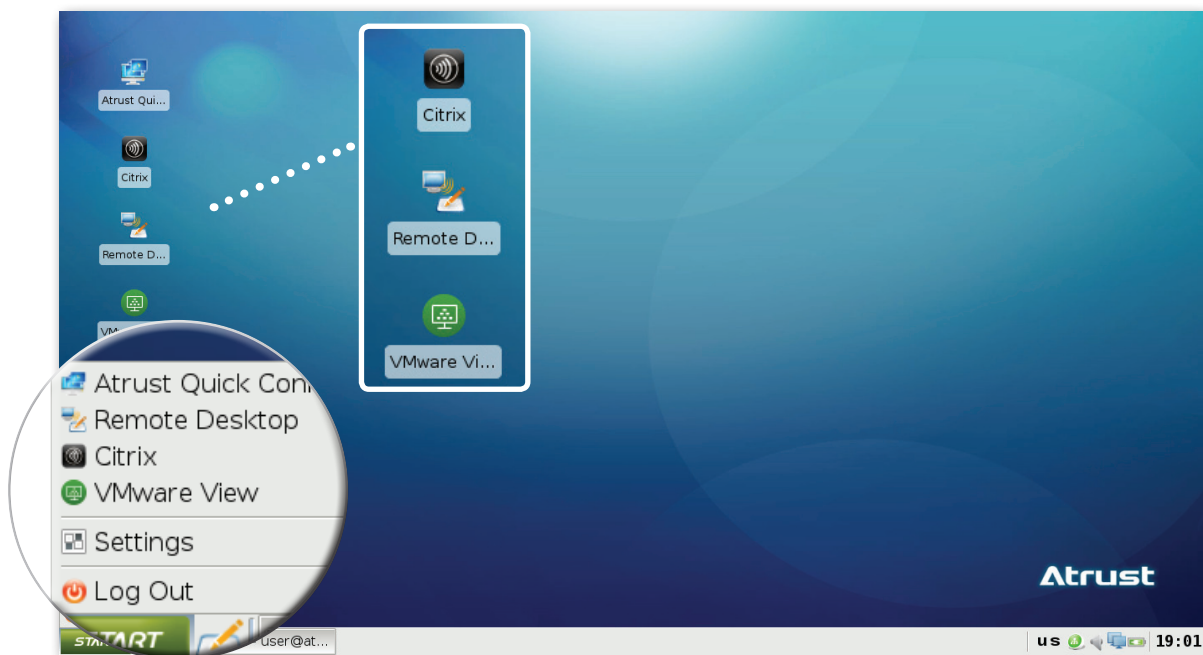 Atrust Qui...
Citrix
Remote D...
Citrix
Remote D...
VMware Vi...
Atrust Quick
Remote Desktop
Citrix
VMware View
Settings
Log Out
Atrust
START
user@at...
us
19:01